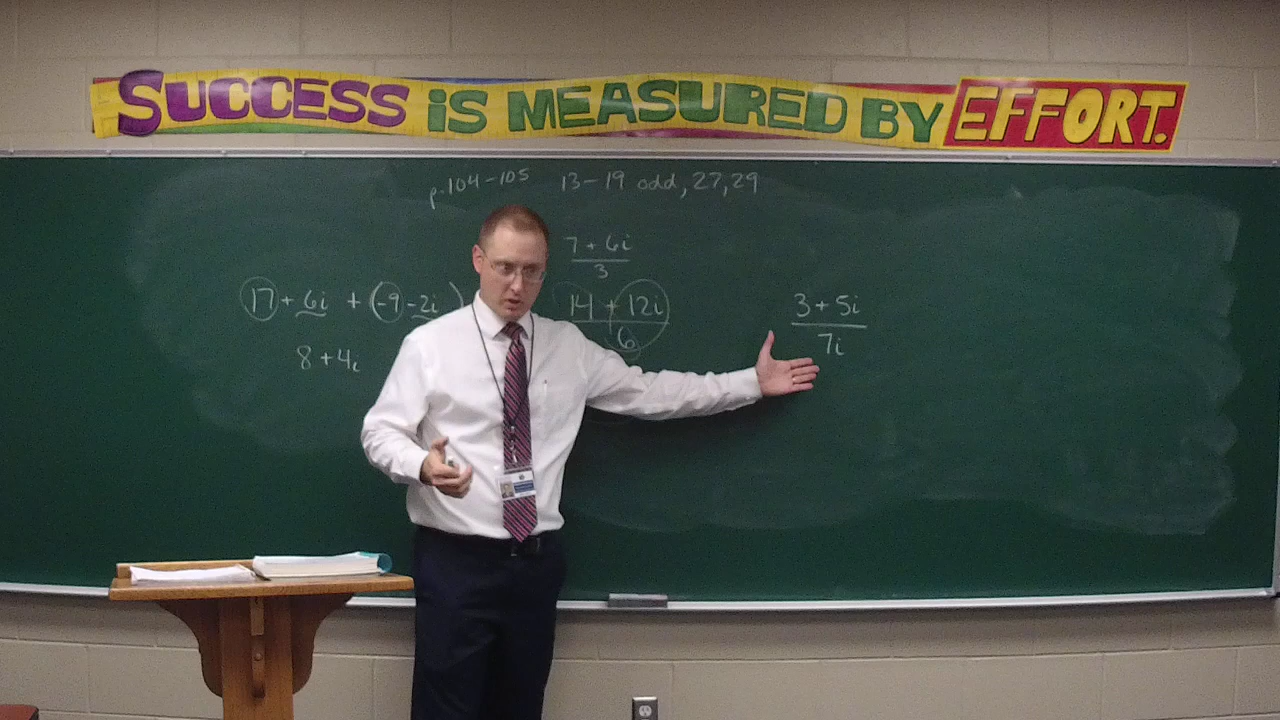 SUCCESS iS MEASURED BY EFFORT.
p.104-105 13-19 odd, 27, 29
7 + 6i
3
17 + 6i + (-9 - 2i)
8 + 4i
14 + 12i
6
3 + 5i
7i